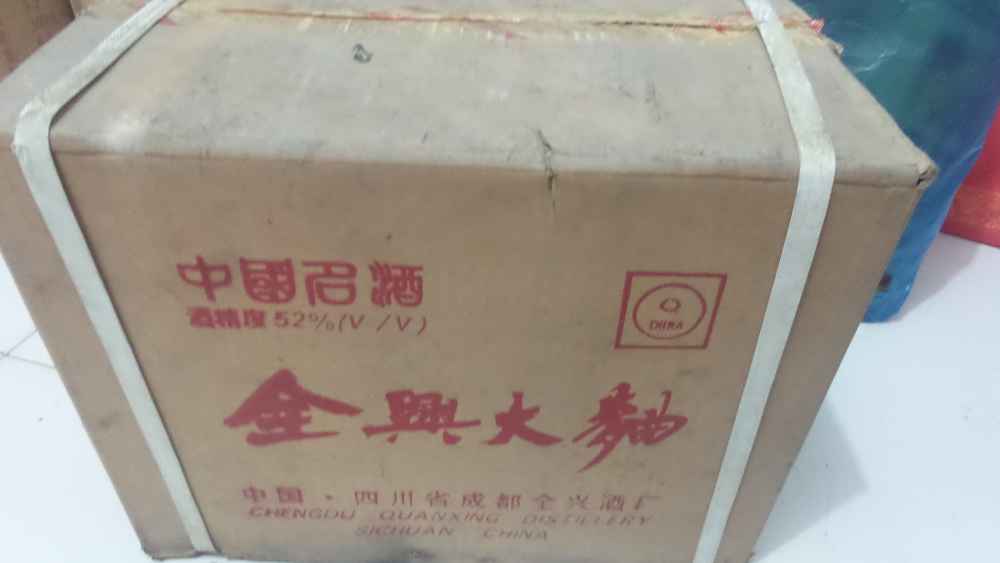 中國名酒
酒精度52%(V/V)
CHINA
全興大麯
中国·四川省成都全兴酒厂
CHENGDU QUANXING DISTILLERY
SICHUAN CHINA